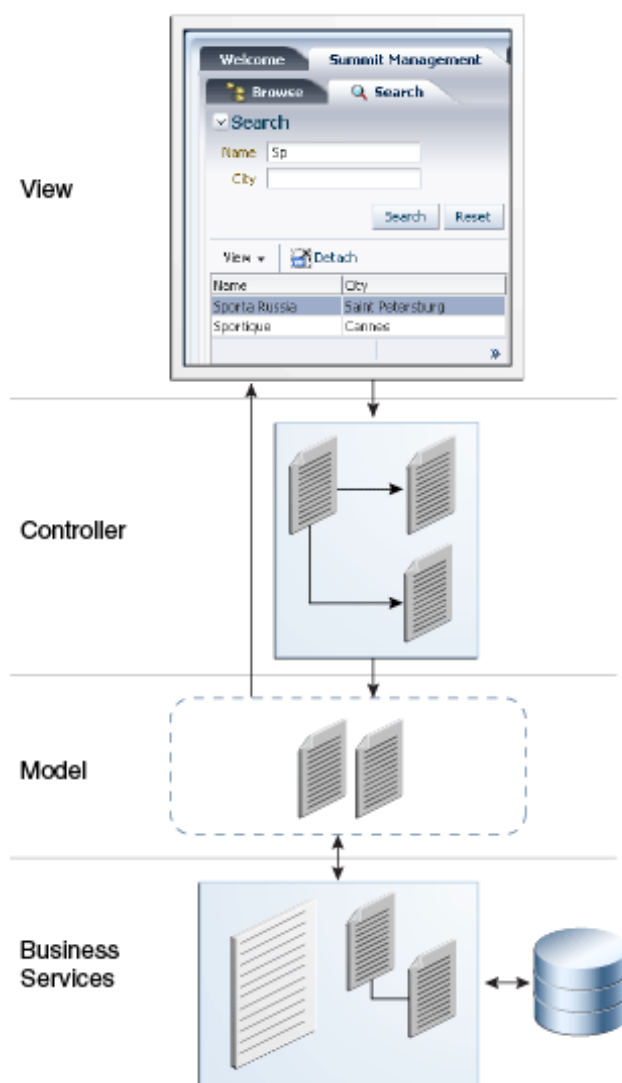 Welcome Summit Management
Browse Search
Search
Name Sp
City
Search Reset
View Detach
Name City
Sporta Russia Saint Petersburg
Sportique Cannes
View
Controller
Model
Business
Services